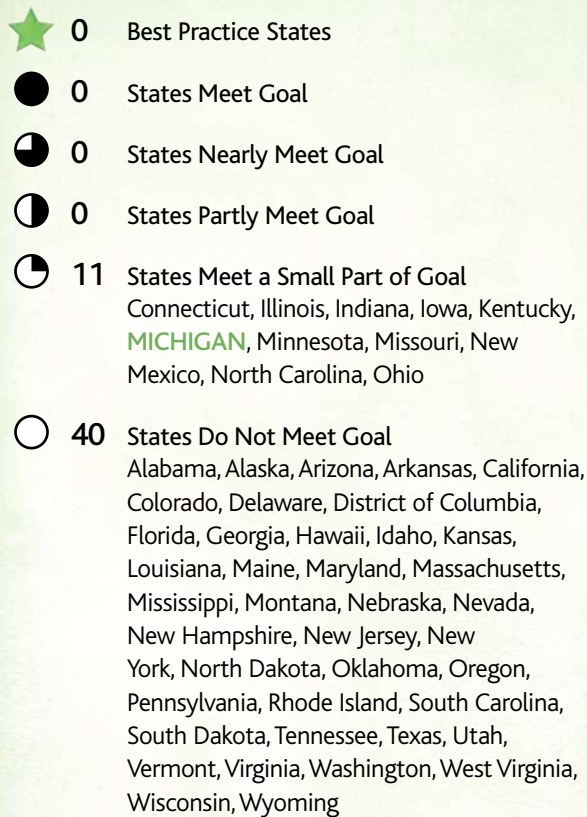 0 Best Practice States
0 States Meet Goal
0 States Nearly Meet Goal
0 States Partly Meet Goal
11 States Meet a Small Part of Goal
Connecticut, Illinois, Indiana, Iowa, Kentucky,
MICHIGAN, Minnesota, Missouri, New
Mexico, North Carolina, Ohio
40 States Do Not Meet Goal
Alabama, Alaska, Arizona, Arkansas, California,
Colorado, Delaware, District of Columbia,
Florida, Georgia, Hawaii, Idaho, Kansas,
Louisiana, Maine, Maryland, Massachusetts,
Mississippi, Montana, Nebraska, Nevada,
New Hampshire, New Jersey, New
York, North Dakota, Oklahoma, Oregon,
Pennsylvania, Rhode Island, South Carolina,
South Dakota, Tennessee, Texas, Utah,
Vermont, Virginia, Washington, West Virginia,
Wisconsin, Wyoming